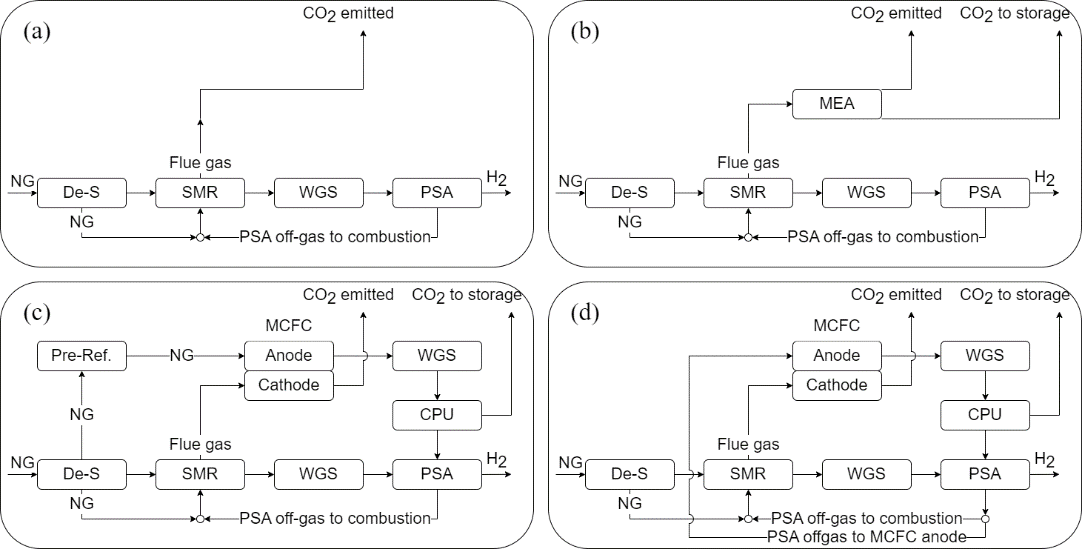 (a)
CO2 emitted
Flue gas
NG De-S SMR WGS PSA H2
NG
PSA off-gas to combustion
(b)
CO2 emitted CO2 to storage
MEA
Flue gas
NG De-S SMR WGS PSA H2
NG
PSA off-gas to combustion
(c)
CO2 emitted CO2 to storage
MCFC
Pre-Ref. NG Anode WGS
Cathode
NG
CPU
Flue gas
NG De-S SMR WGS PSA H2
NG
PSA off-gas to combustion
(d)
CO2 emitted CO2 to storage
MCFC
Anode WGS
Cathode
CPU
Flue gas
NG De-S SMR WGS PSA H2
NG
PSA off-gas to combustion
PSA offgas to MCFC anode